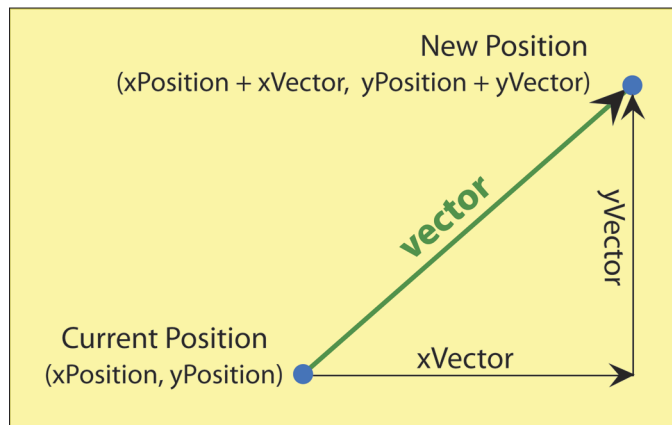 New Position
(xPosition + xVector, yPosition + yVector)
vector
yVector
Current Position
(xPosition, yPosition)
xVector